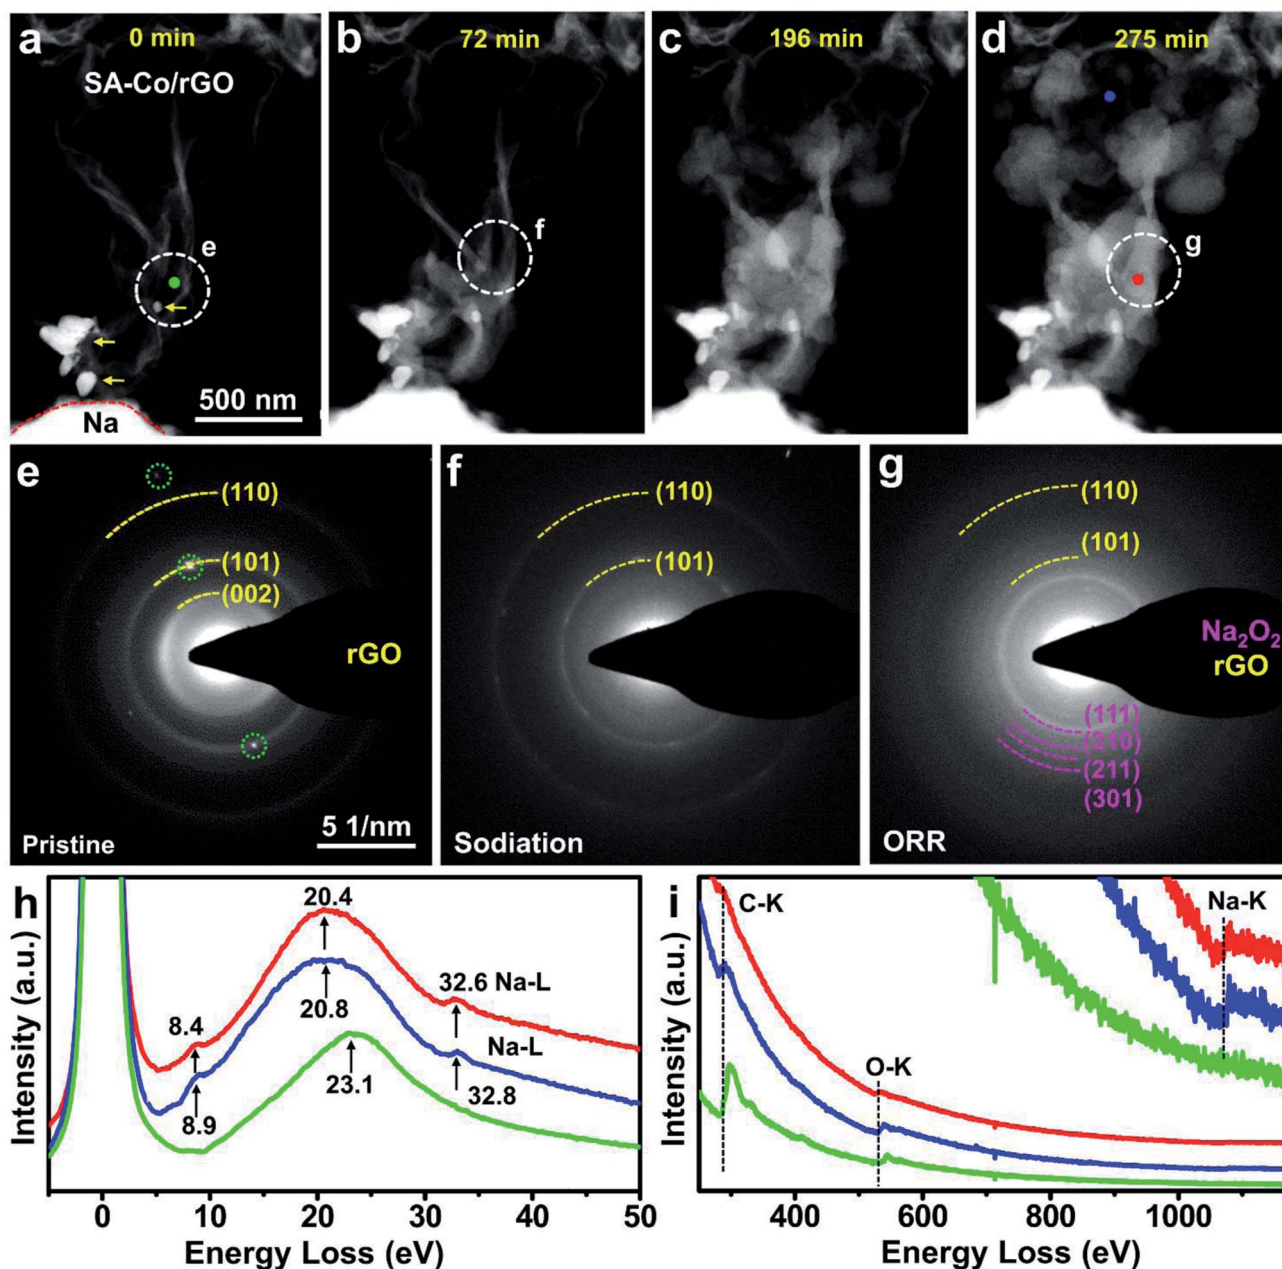 a
0 min
SA-Co/rGO
e
500 nm
Na
b
72 min
f
c
196 min
d
275 min
g
e
(110)
(101)
(002)
rGO
Pristine
5 1/nm
f
(110)
(101)
Sodiation
g
(110)
(101)
Na₂O₂
rGO
(111)
(210)
(211)
(301)
ORR
h
20.4
32.6 Na-L
8.4
20.8
Na-L
23.1
32.8
8.9
Intensity (a.u.)
0 10 20 30 40 50
Energy Loss (eV)
i
C-K
Na-K
O-K
Intensity (a.u.)
400 600 800 1000
Energy Loss (eV)